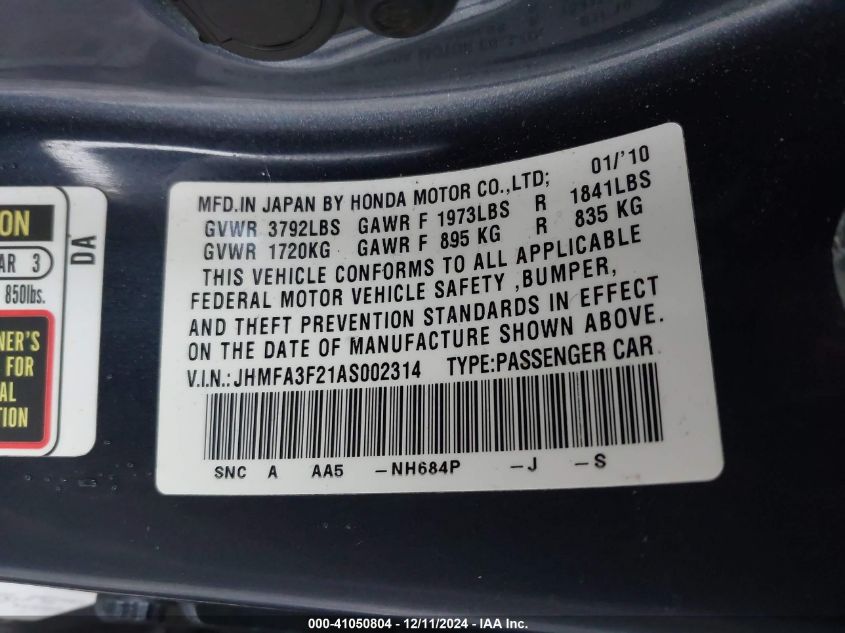 MFD.IN JAPAN BY HONDA MOTOR CO.,LTD; 01/'10
GVWR 3792LBS GAWR F 1973LBS R 1841LBS
GVWR 1720KG GAWR F 895 KG R 835 KG
THIS VEHICLE CONFORMS TO ALL APPLICABLE
FEDERAL MOTOR VEHICLE SAFETY ,BUMPER,
AND THEFT PREVENTION STANDARDS IN EFFECT
ON THE DATE OF MANUFACTURE SHOWN ABOVE.
V.I.N.:JHMFA3F21AS002314 TYPE:PASSENGER CAR
SNC A AA5 -NH684P -J -S
ON
AR 3
850lbs.
NER'S
FOR
AL
TION
DA
000-41050804 - 12/11/2024 - IAA Inc.